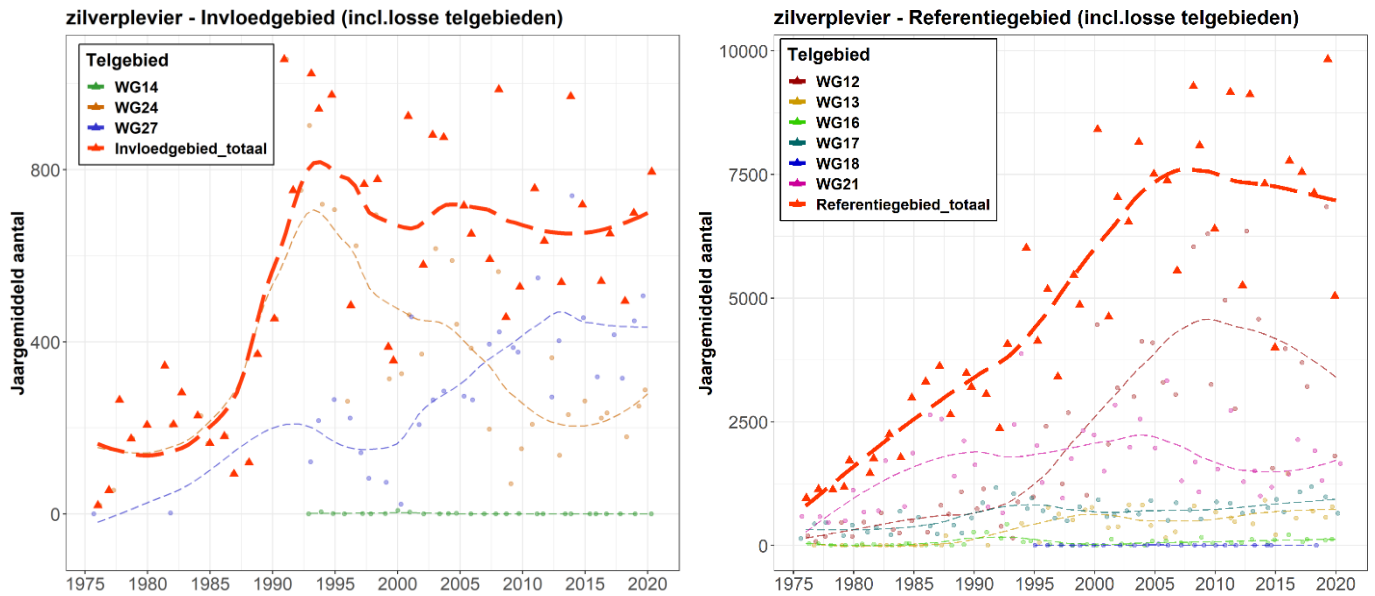 zilverplevier - Invloedgebied (incl.losse telgebieden)
Telgebied
WG14
WG24
WG27
Invloedgebied_totaal
Jaargemiddeld aantal
800
400
0
1975 1980 1985 1990 1995 2000 2005 2010 2015 2020
zilverplevier - Referentiegebied (incl.losse telgebieden)
Telgebied
WG12
WG13
WG16
WG17
WG18
WG21
Referentiegebied_totaal
Jaargemiddeld aantal
10000
7500
5000
2500
0
1975 1980 1985 1990 1995 2000 2005 2010 2015 2020